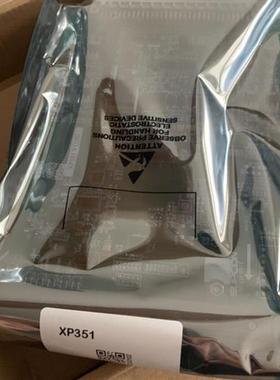 ATTENTION
OBSERVE PRECAUTIONS
FOR HANDLING
ELECTROSTATIC
SENSITIVE DEVICES
XP351